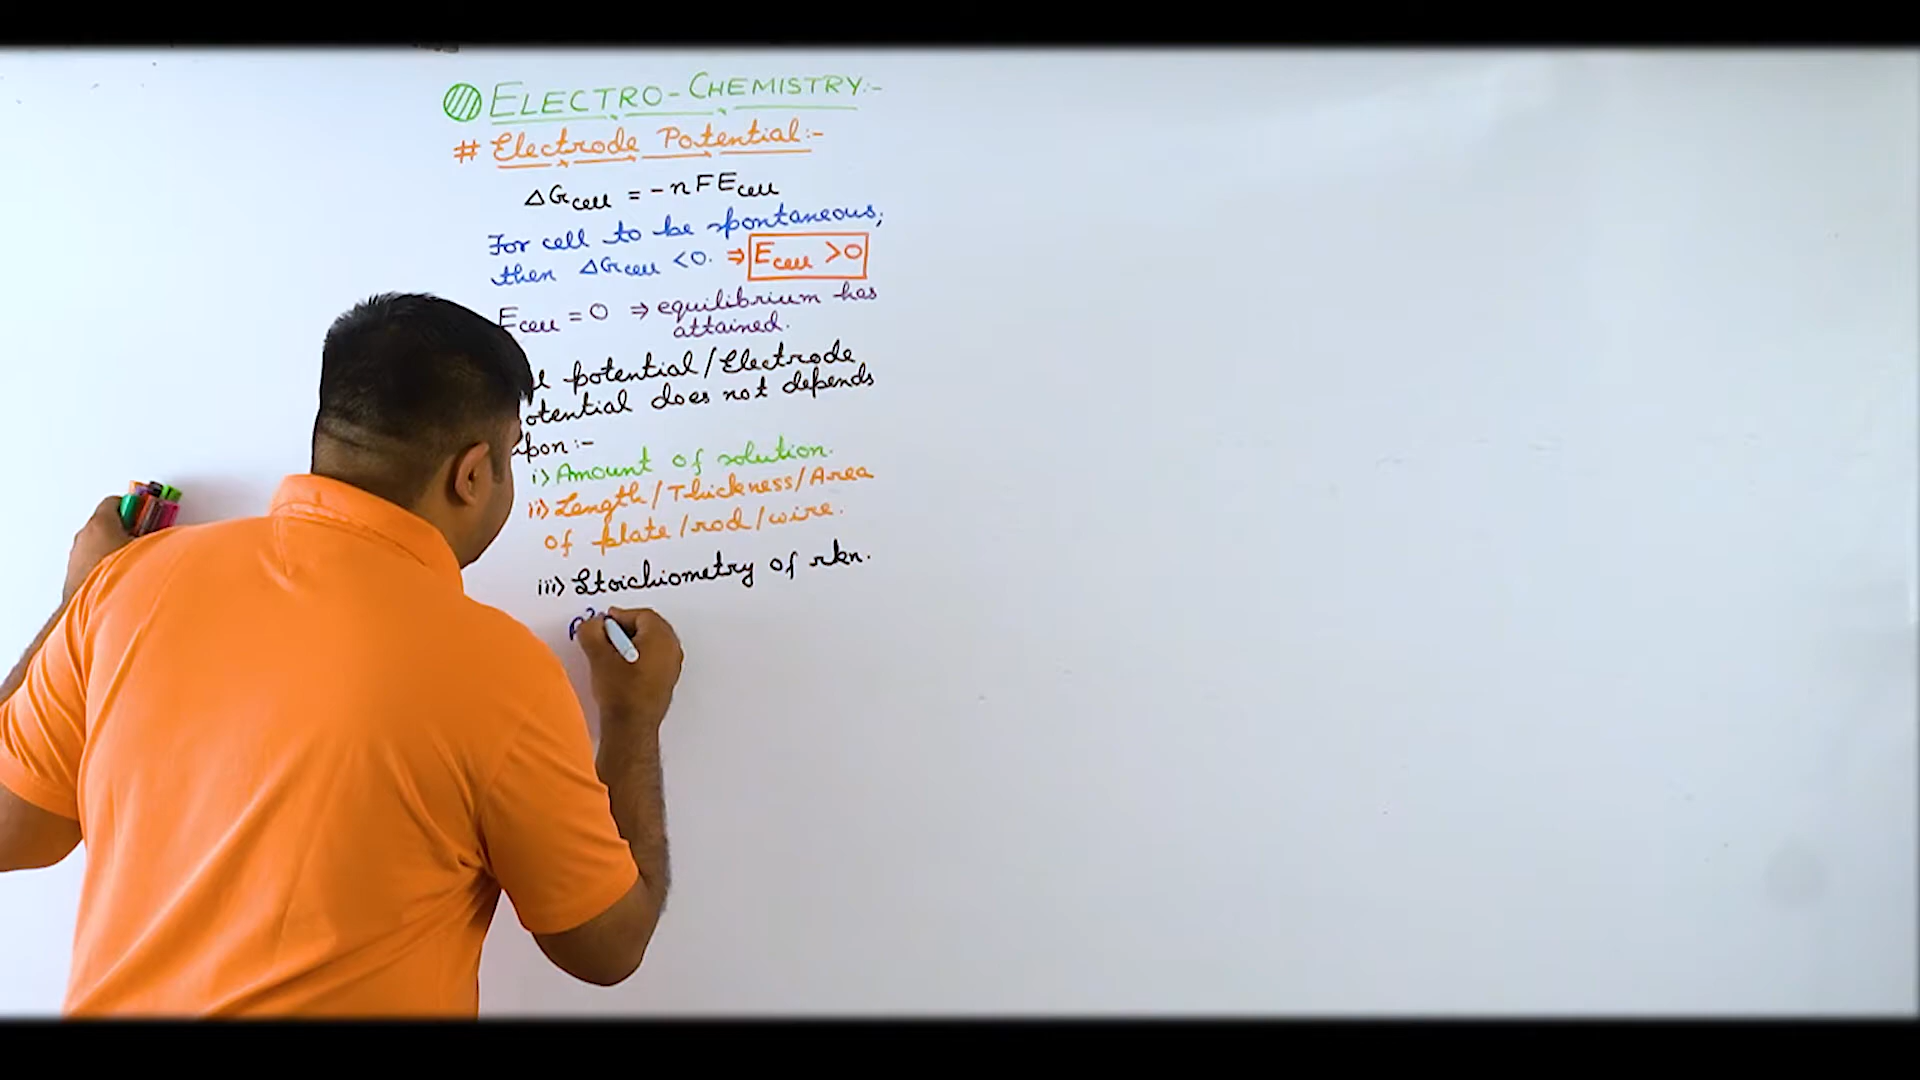 ELECTRO-CHEMISTRY:-
# Electrode Potential:-
ΔGcell = -nFEcell
For cell to be spontaneous,
then ΔGcell <0. ⇒ Ecell >0
Ecell = 0 ⇒ equilibrium has
attained.
potential/Electrode
otential does not depends
upon:-
i) Amount of solution.
ii) Length/Thickness/Area
of plate/rod/wire.
iii) Stoichiometry of rxn.